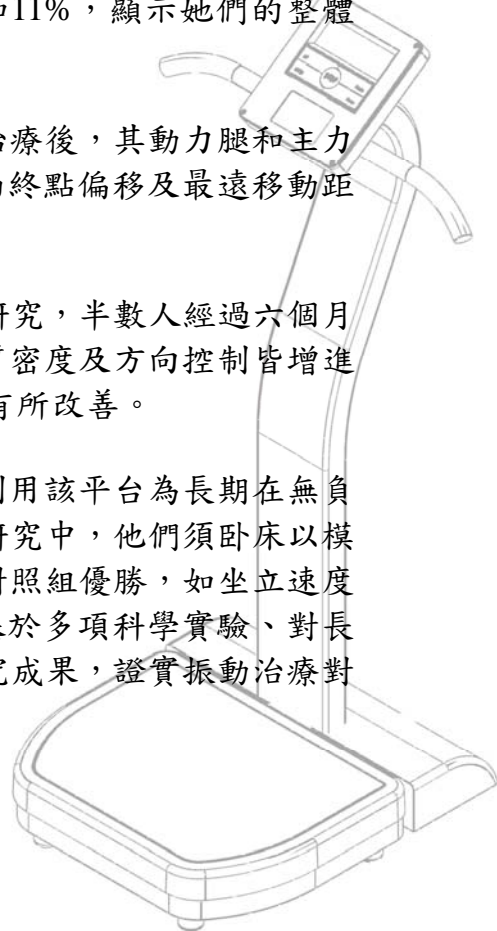 11%，顯示她們的整體
治療後，其動力腿和主力
終點偏移及最遠移動距
研究，半數人經過六個月
密度及方向控制皆增進
有所改善。
利用該平台為長期在無負
研究中，他們須卧床以模
對照組優勝，如坐立速度
於多項科學實驗、對長
究成果，證實振動治療對